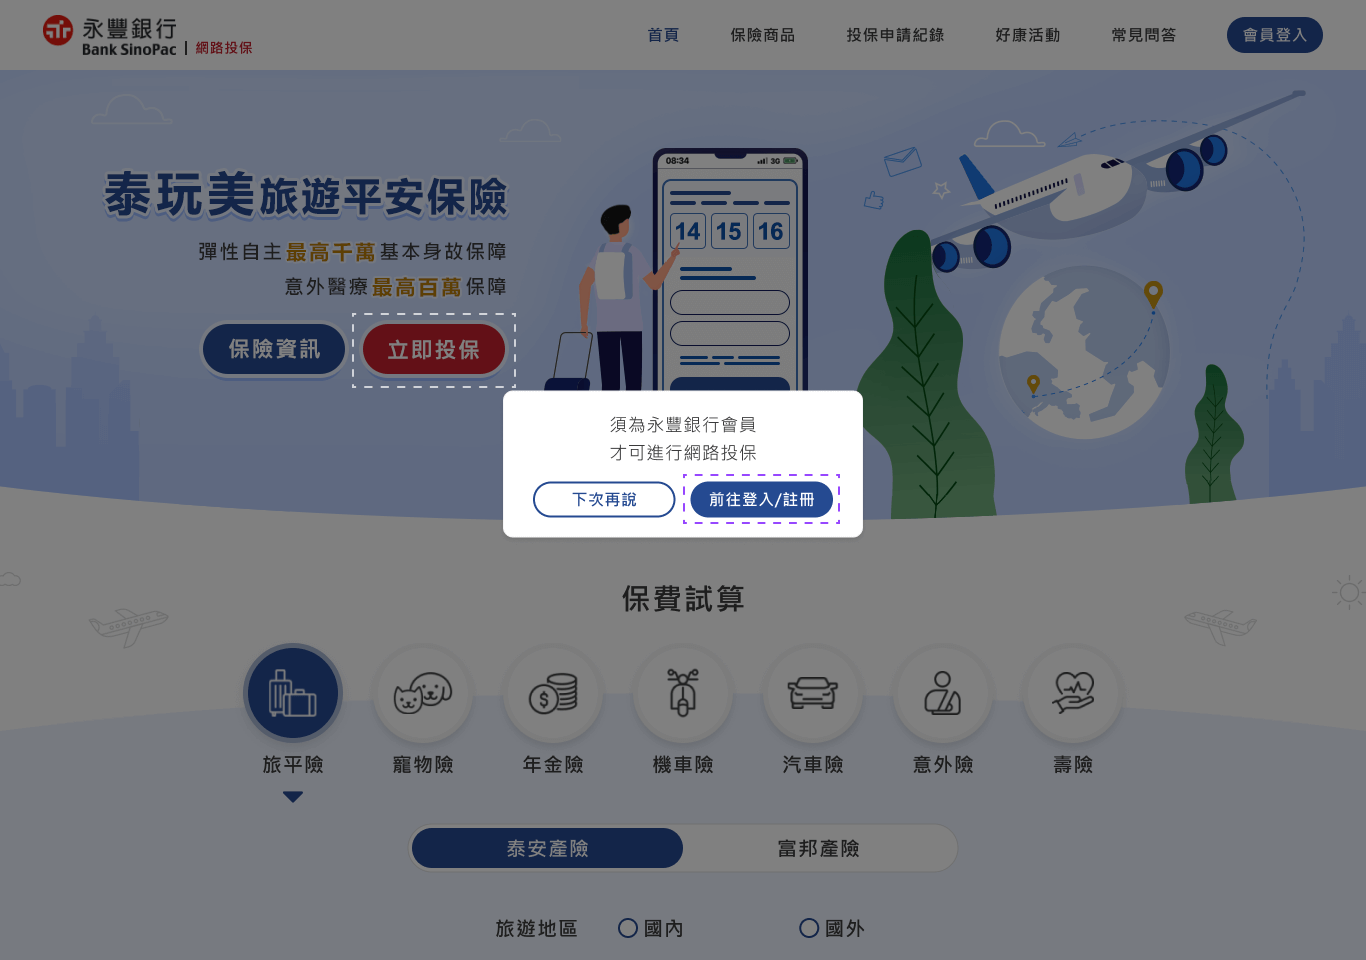 永豐銀行
Bank SinoPac | 網路投保
首頁 保險商品 投保申請紀錄 好康活動 常見問答 會員登入
08:34 3G
泰玩美旅遊平安保險
14 15 16
彈性自主最高千萬基本身故保障
意外醫療最高百萬保障
保險資訊 立即投保
須為永豐銀行會員
才可進行網路投保
下次再說 前往登入/註冊
保費試算
旅平險 寵物險 年金險 機車險 汽車險 意外險 壽險
泰安產險 富邦產險
旅遊地區 國內 國外